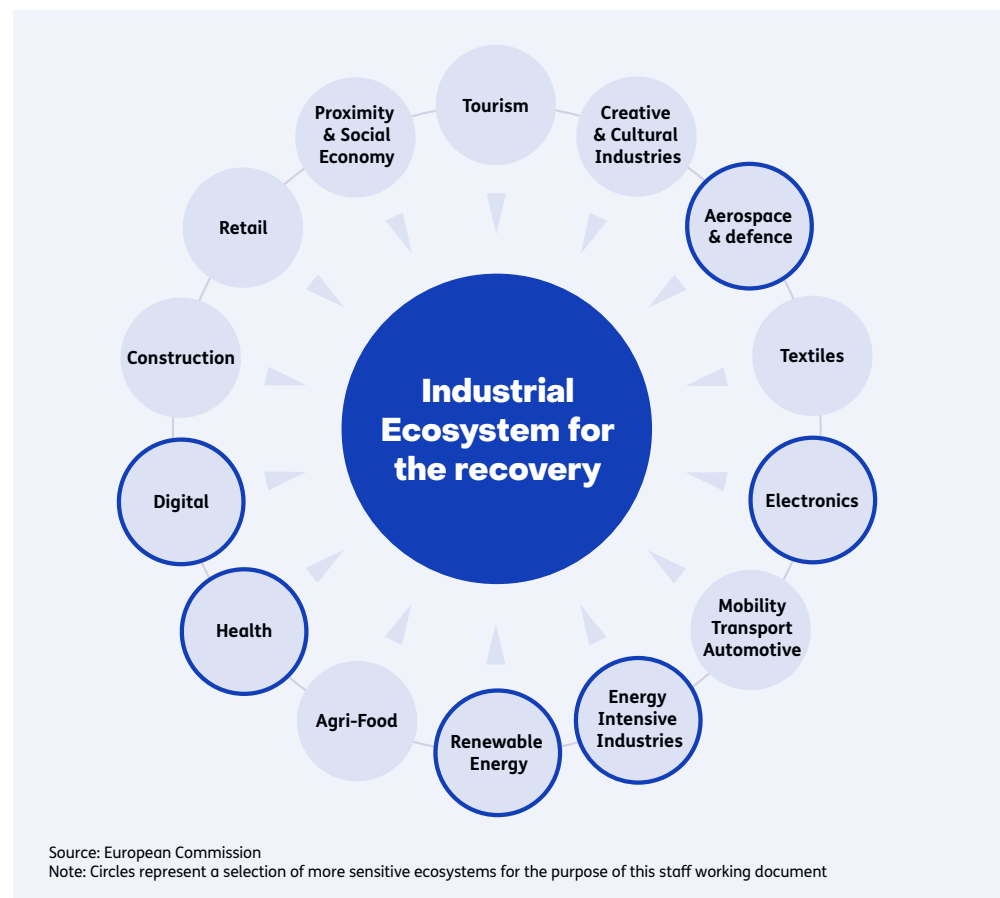 Tourism
Creative
& Cultural
Industries
Aerospace
& defence
Textiles
Electronics
Mobility
Transport
Automotive
Energy
Intensive
Industries
Renewable
Energy
Agri-Food
Health
Digital
Construction
Retail
Proximity
& Social
Economy
Industrial
Ecosystem for
the recovery
Source: European Commission
Note: Circles represent a selection of more sensitive ecosystems for the purpose of this staff working document